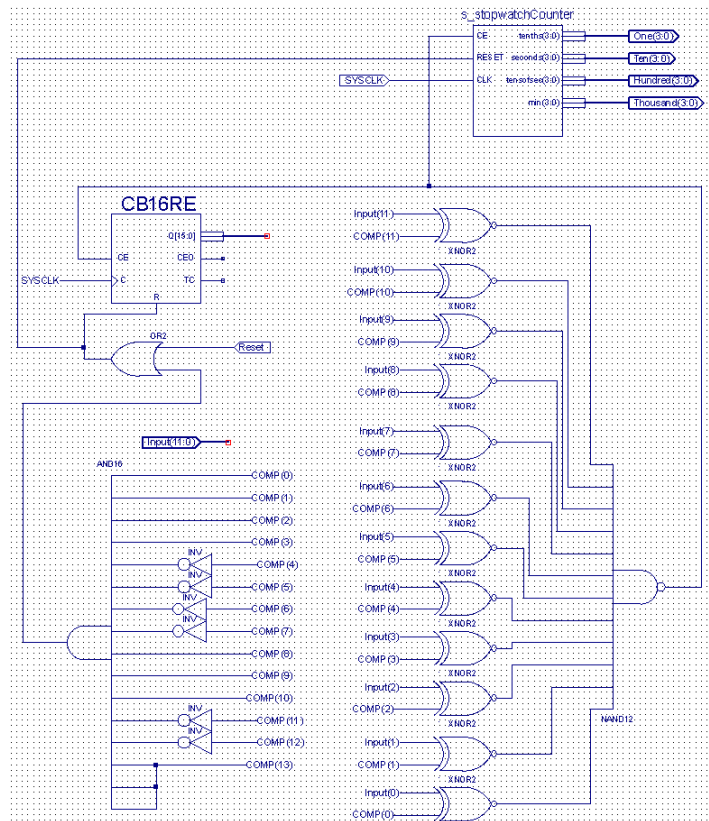 s_stopwatchCounter
CE tenths(3:0) One(3:0)
RESET seconds(3:0) Ten(3:0)
SYSCLK CLK tensofsec(3:0) Hundred(3:0)
min(3:0) Thousand(3:0)
CB16RE
Q[15:0]
CE CEO
SYSCLK C TC
R
OR2
Reset
Input(11:0)
AND16
COMP(0)
COMP(1)
COMP(2)
COMP(3)
INV
COMP(4)
INV
COMP(5)
INV
COMP(6)
INV
COMP(7)
COMP(8)
COMP(9)
COMP(10)
INV
COMP(11)
INV
COMP(12)
COMP(13)
Input(11)
COMP(11)
XNOR2
Input(10)
COMP(10)
XNOR2
Input(9)
COMP(9)
XNOR2
Input(8)
COMP(8)
XNOR2
Input(7)
COMP(7)
XNOR2
Input(6)
COMP(6)
XNOR2
Input(5)
COMP(5)
XNOR2
Input(4)
COMP(4)
XNOR2
Input(3)
COMP(3)
XNOR2
Input(2)
COMP(2)
XNOR2
Input(1)
COMP(1)
XNOR2
Input(0)
COMP(0)
NAND12